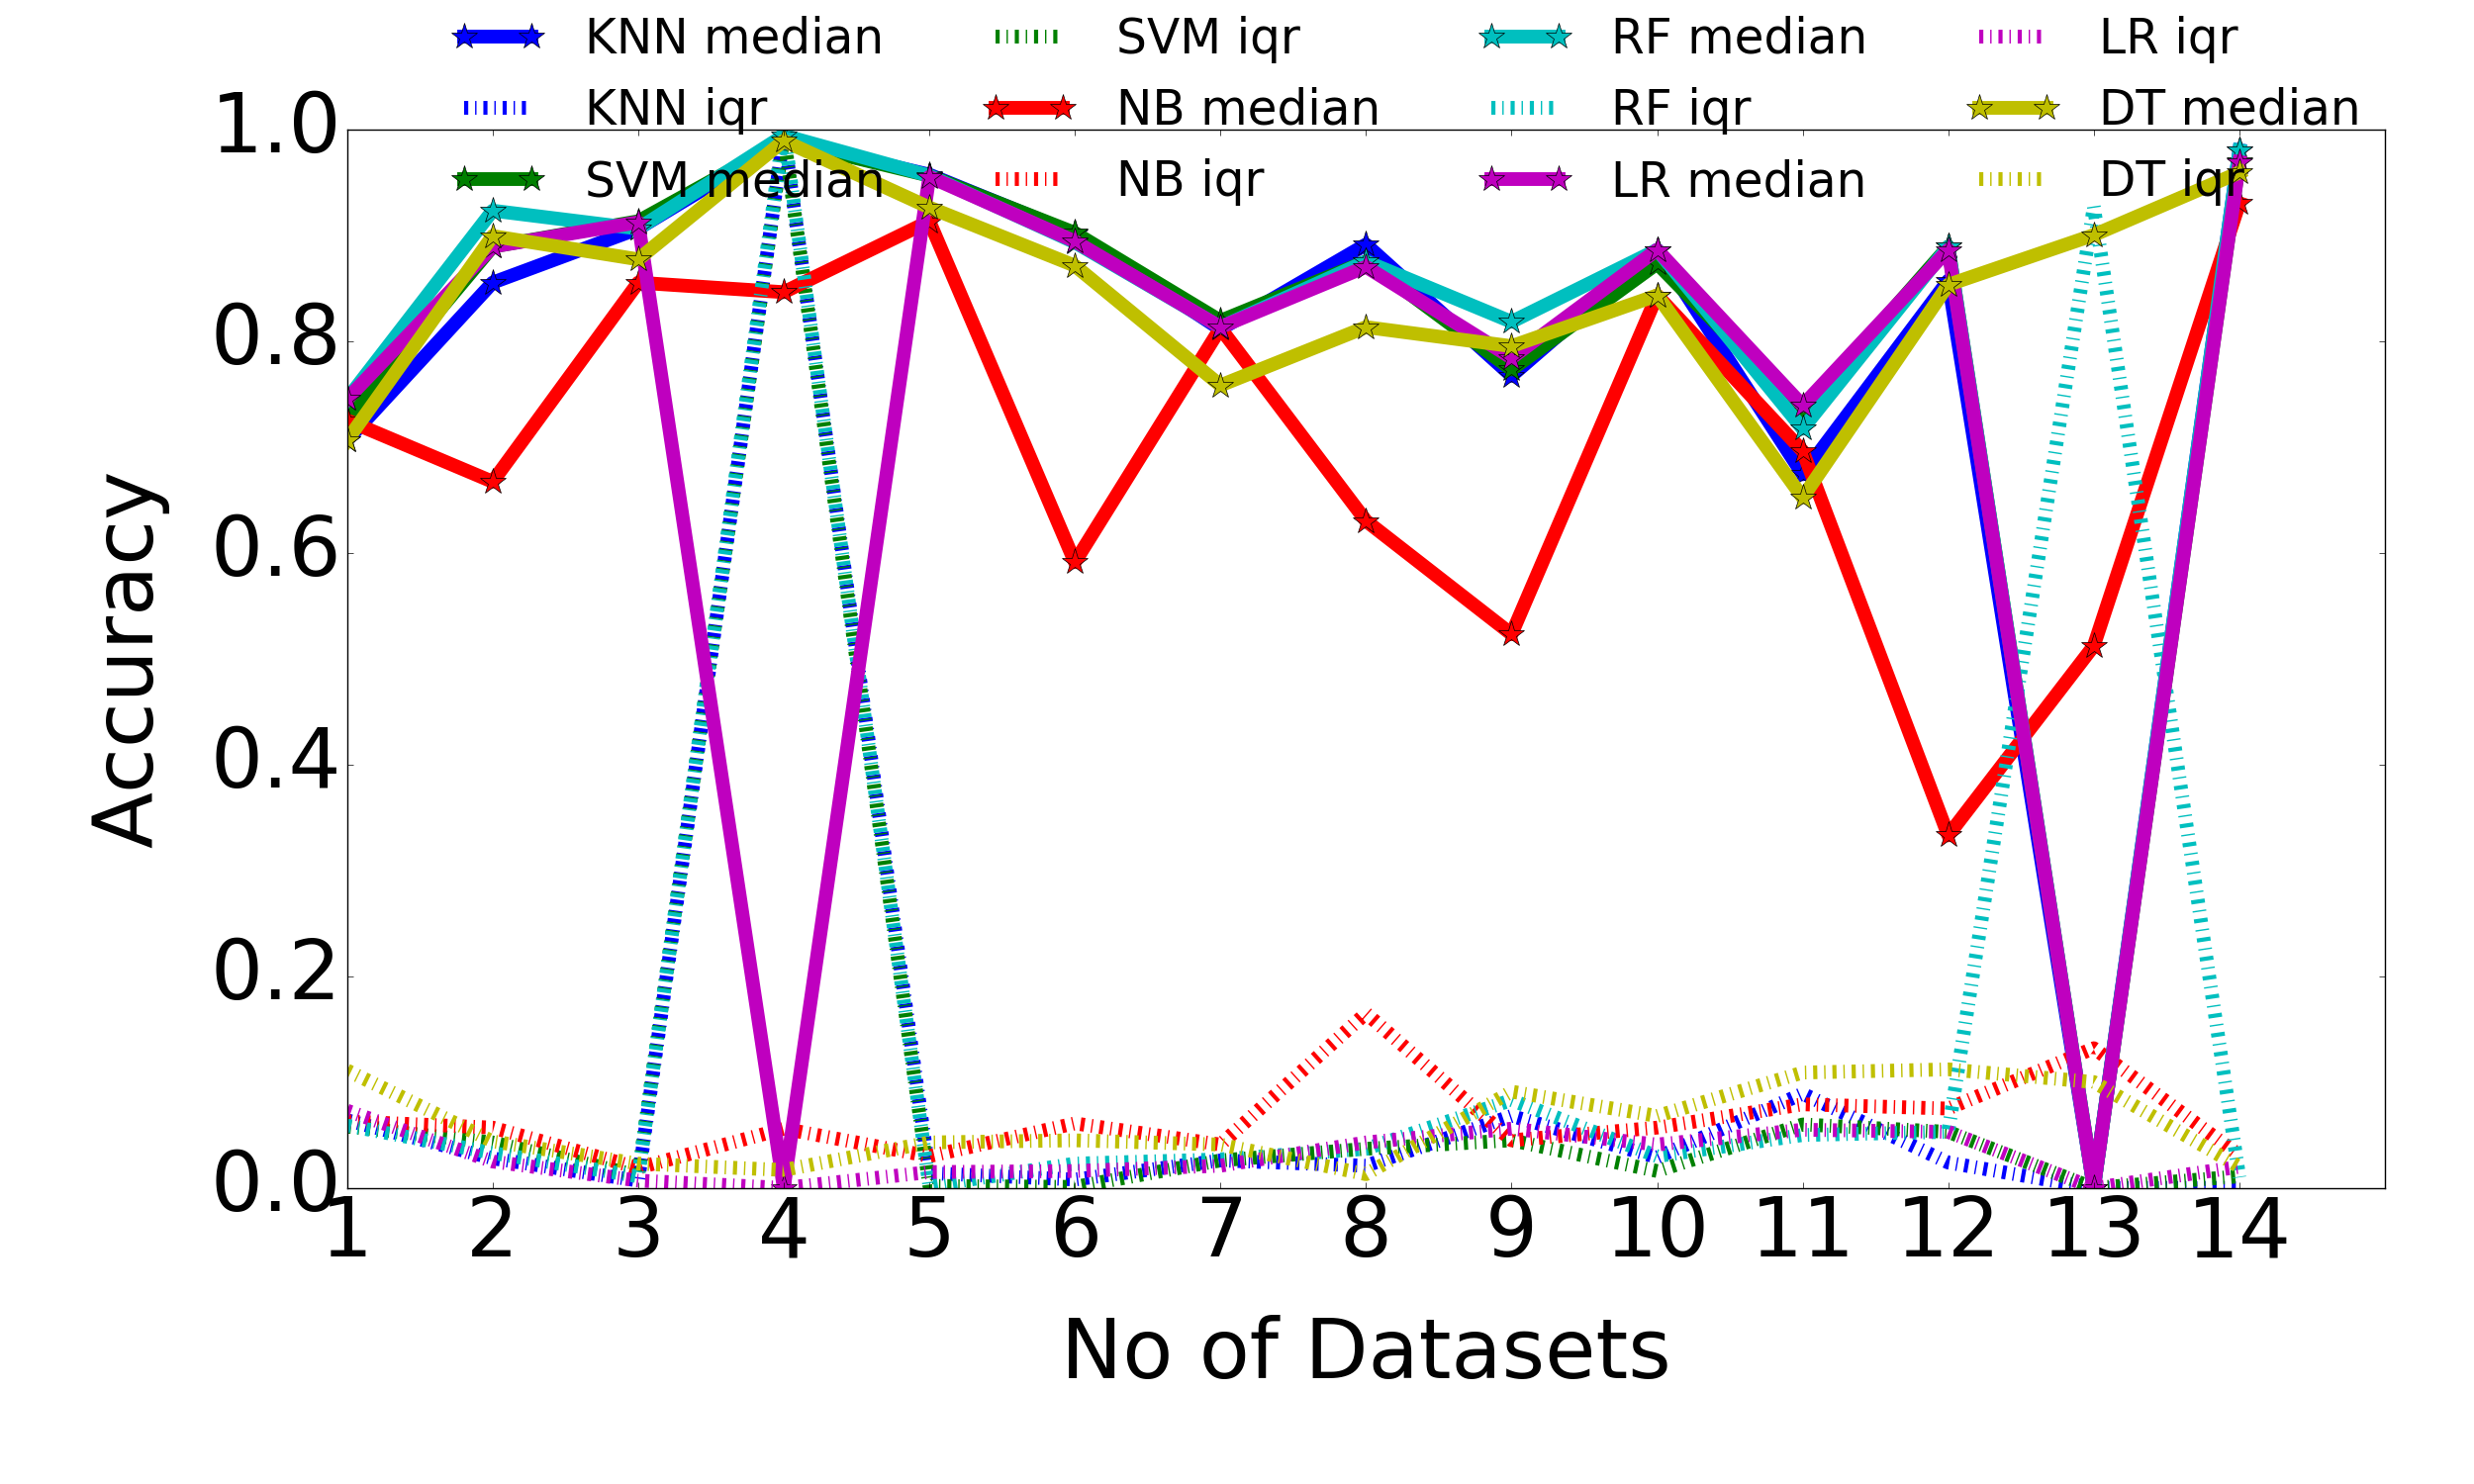 KNN median SVM iqr RF median LR iqr
KNN iqr NB median RF iqr DT median
SVM median NB iqr LR median DT iqr
1.0
0.8
0.6
0.4
0.2
0.0
Accuracy
1 2 3 4 5 6 7 8 9 10 11 12 13 14
No of Datasets